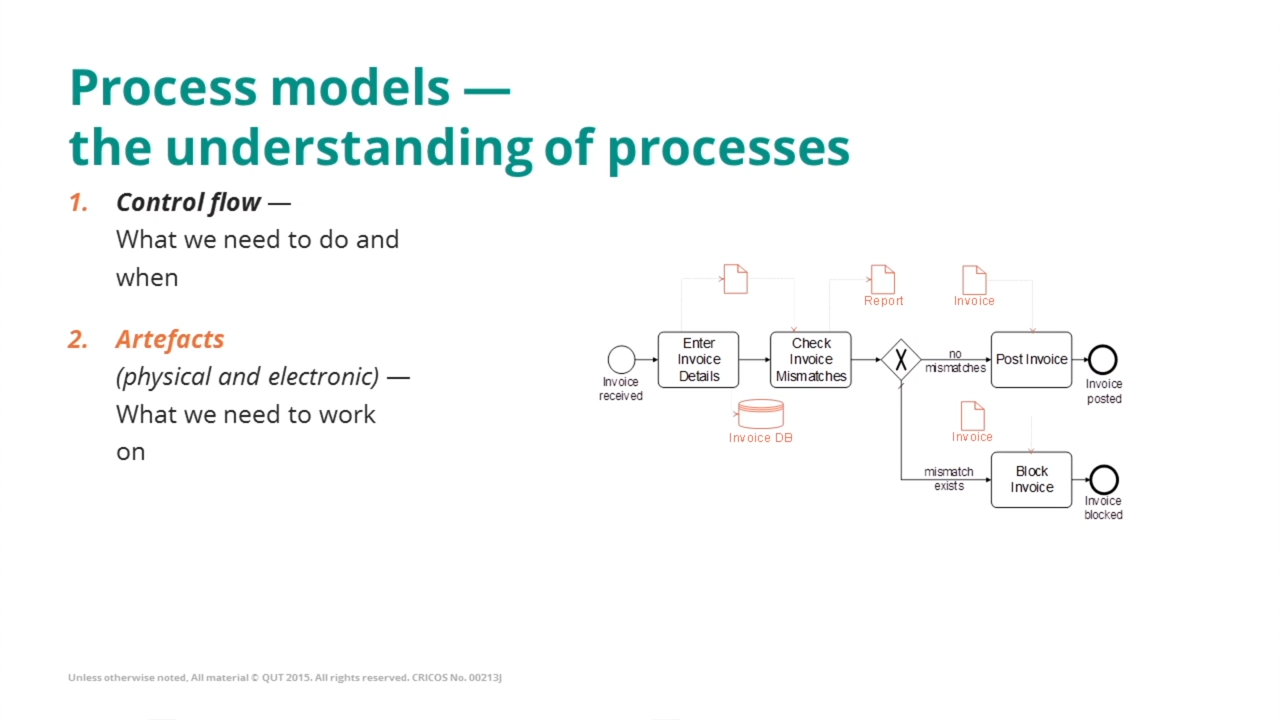 Process models —
the understanding of processes
1. Control flow —
What we need to do and
when
2. Artefacts
(physical and electronic) —
What we need to work
on
Report
Invoice
Enter
Invoice
Details
Check
Invoice
Mismatches
X
no
mismatches
Post Invoice
Invoice
received
Invoice
posted
Invoice DB
Invoice
mismatch
exists
Block
Invoice
Invoice
blocked
Unless otherwise noted, All material © QUT 2015. All rights reserved. CRICOS No. 00213J